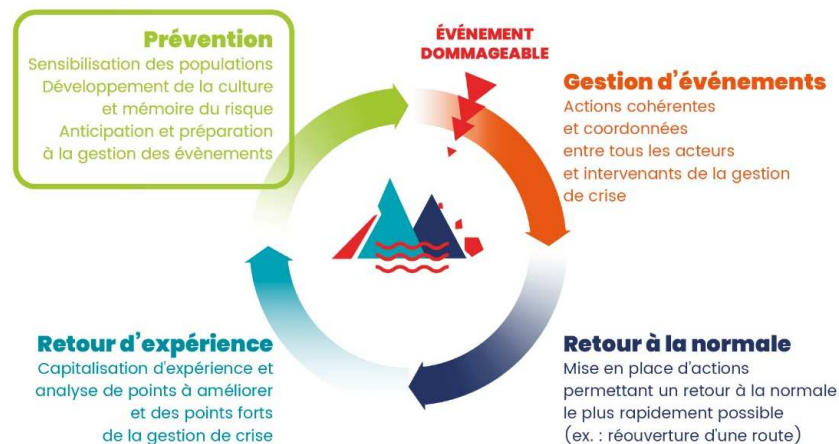 Prévention
Sensibilisation des populations
Développement de la culture
et mémoire du risque
Anticipation et préparation
à la gestion des évènements
ÉVÉNEMENT
DOMMAGEABLE
Gestion d'événements
Actions cohérentes
et coordonnées
entre tous les acteurs
et intervenants de la gestion
de crise
Retour d'expérience
Capitalisation d'expérience et
analyse de points à améliorer
et des points forts
de la gestion de crise
Retour à la normale
Mise en place d'actions
permettant un retour à la normale
le plus rapidement possible
(ex. : réouverture d'une route)